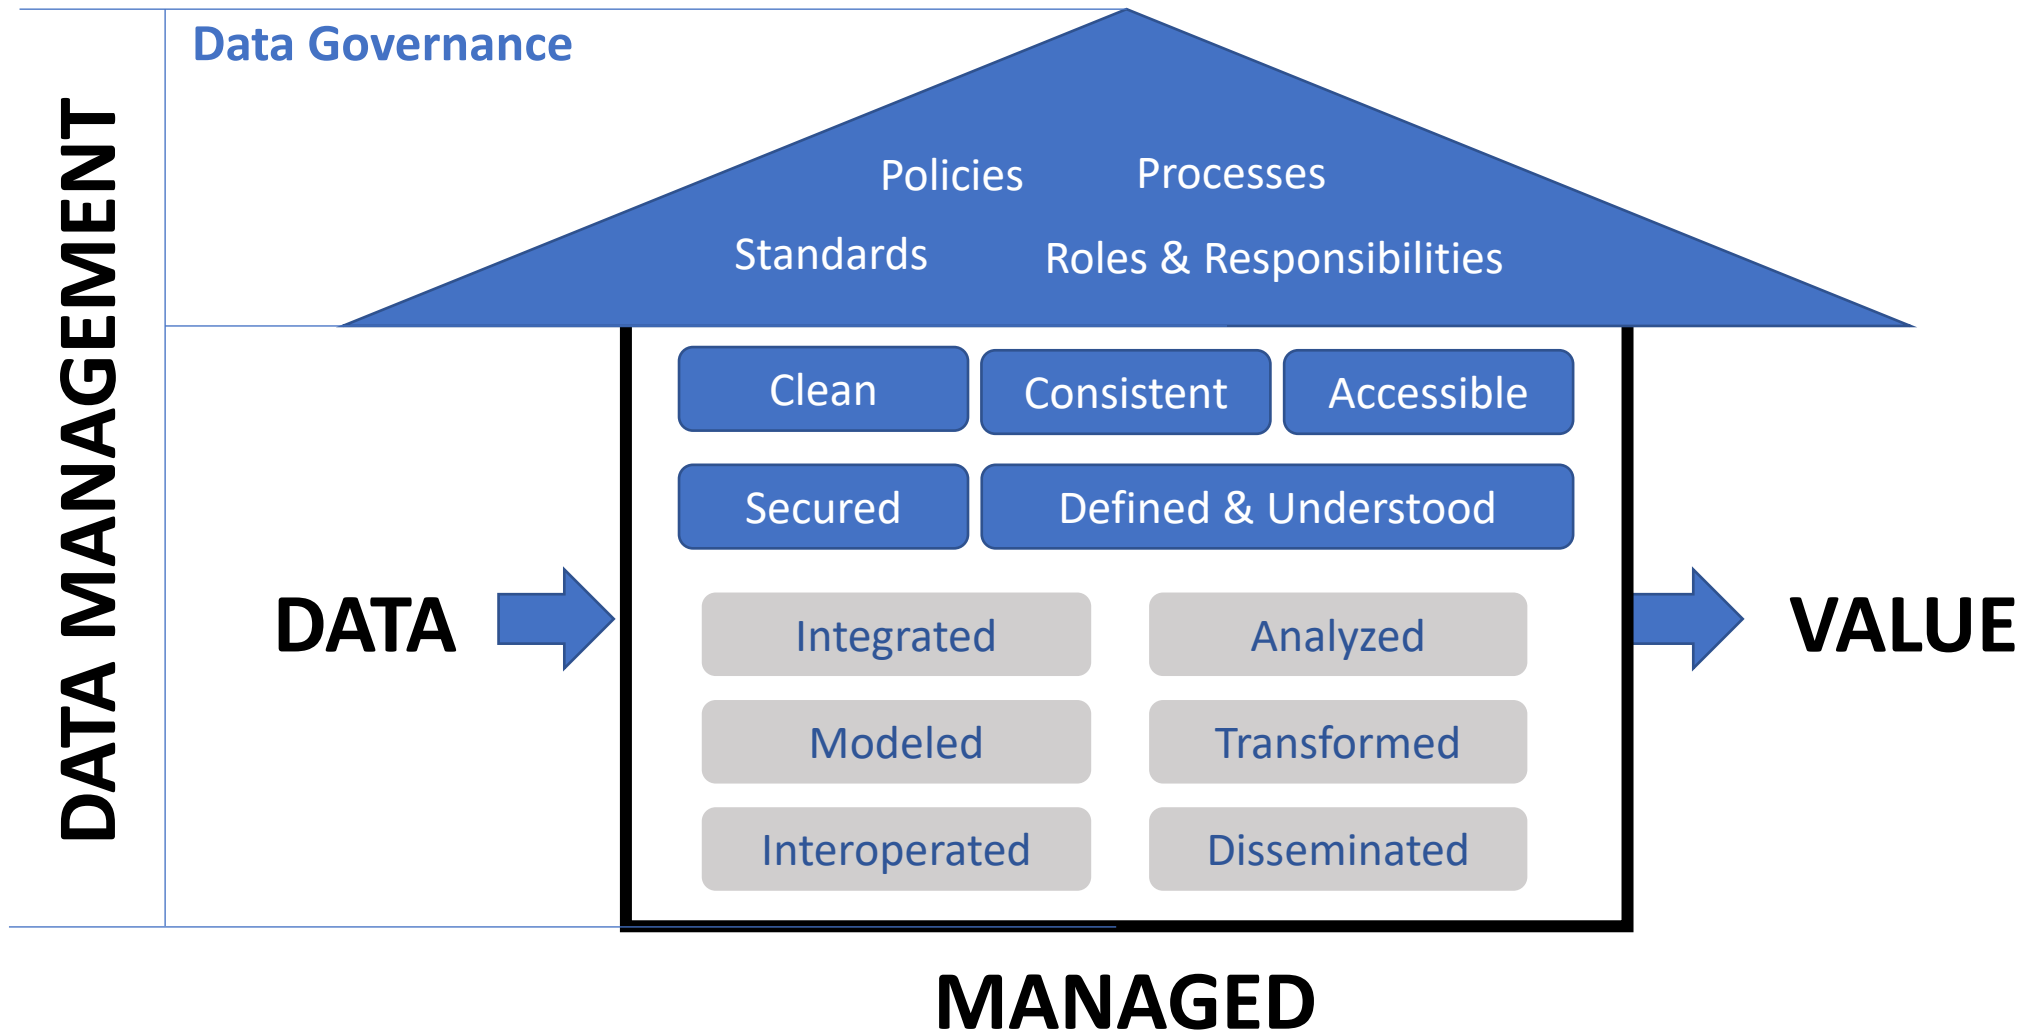 Data Governance
DATA MANAGEMENT
Policies
Processes
Standards
Roles & Responsibilities
Clean
Consistent
Accessible
Secured
Defined & Understood
DATA
Integrated
Analyzed
VALUE
Modeled
Transformed
Interoperated
Disseminated
MANAGED